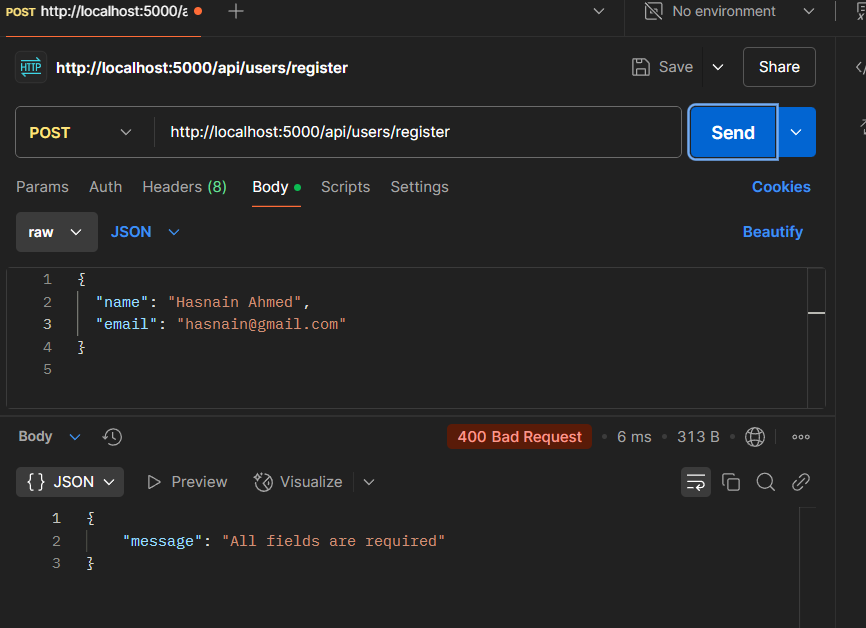 POST http://localhost:5000/a
No environment
HTTP http://localhost:5000/api/users/register Save Share
POST http://localhost:5000/api/users/register Send
Params Auth Headers (8) Body Scripts Settings Cookies
raw JSON Beautify
1 {
2 "name": "Hasnain Ahmed",
3 "email": "hasnain@gmail.com"
4 }
5
Body 400 Bad Request • 6 ms • 313 B •
{} JSON Preview Visualize
1 {
2 "message": "All fields are required"
3 }